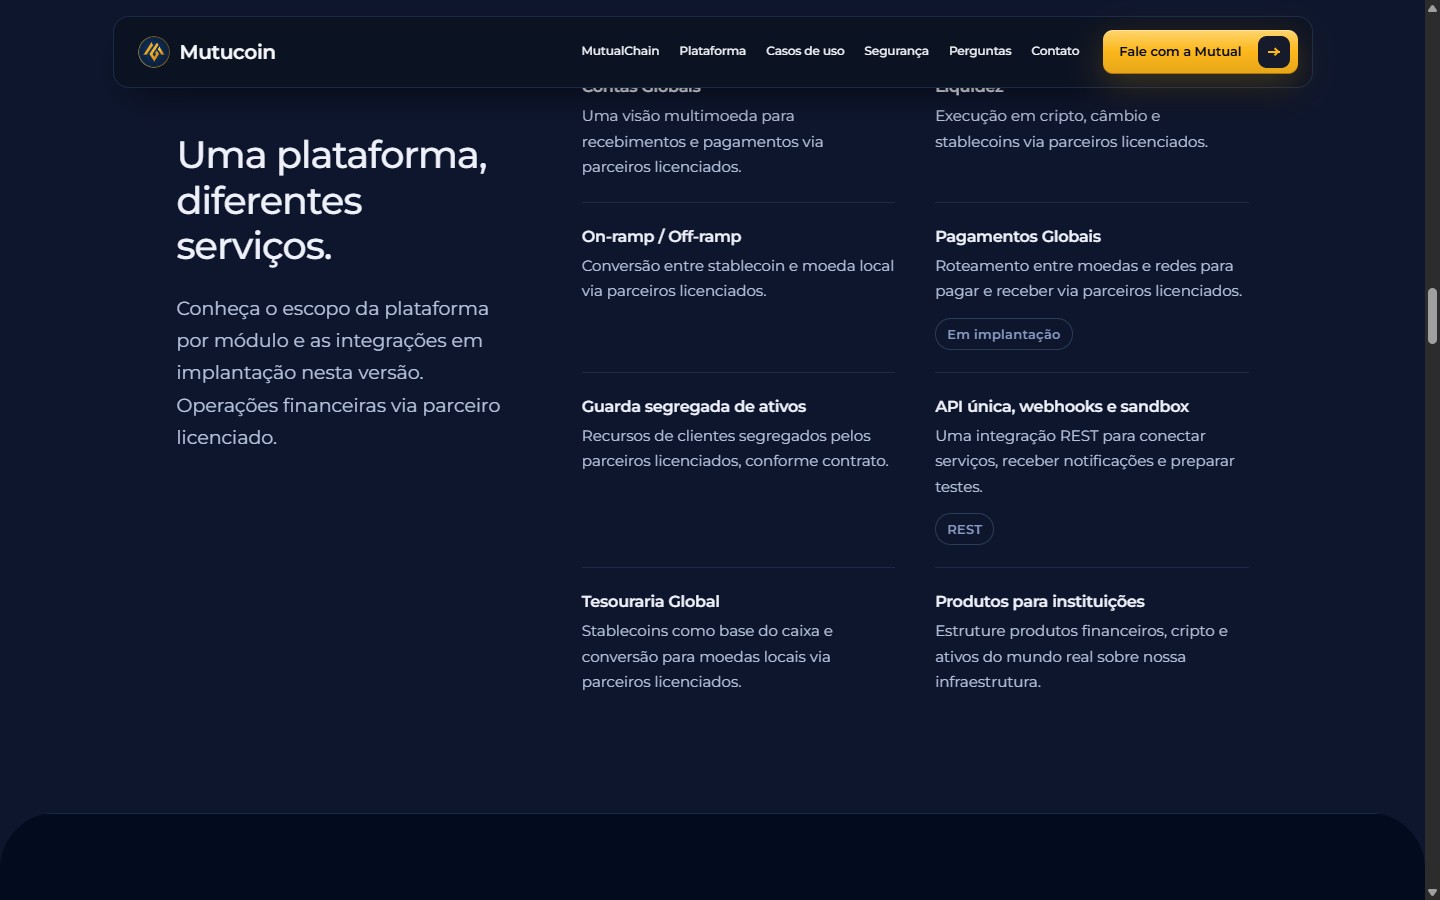 Mutucoin
MutualChain
Plataforma
Casos de uso
Segurança
Perguntas
Contato
Fale com a Mutual
Uma plataforma,
diferentes
serviços.
Conheça o escopo da plataforma
por módulo e as integrações em
implantação nesta versão.
Operações financeiras via parceiro
licenciado.
Contas Globais
Uma visão multimoeda para
recebimentos e pagamentos via
parceiros licenciados.
Liquidez
Execução em cripto, câmbio e
stablecoins via parceiros licenciados.
On-ramp / Off-ramp
Conversão entre stablecoin e moeda local
via parceiros licenciados.
Pagamentos Globais
Roteamento entre moedas e redes para
pagar e receber via parceiros licenciados.
Em implantação
Guarda segregada de ativos
Recursos de clientes segregados pelos
parceiros licenciados, conforme contrato.
API única, webhooks e sandbox
Uma integração REST para conectar
serviços, receber notificações e preparar
testes.
REST
Tesouraria Global
Stablecoins como base do caixa e
conversão para moedas locais via
parceiros licenciados.
Produtos para instituições
Estruture produtos financeiros, cripto e
ativos do mundo real sobre nossa
infraestrutura.